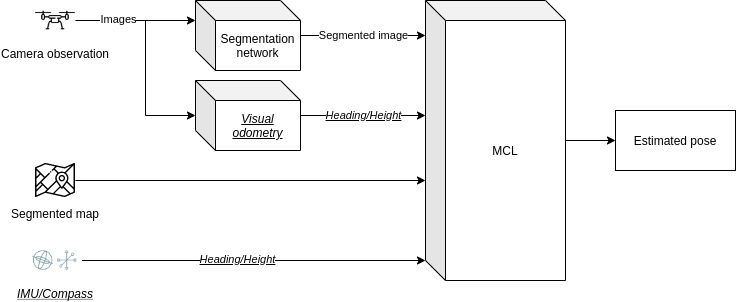 Images
Camera observation
Segmentation
network
Segmented image
Visual
odometry
Heading/Height
MCL
Estimated pose
Segmented map
Heading/Height
IMU/Compass